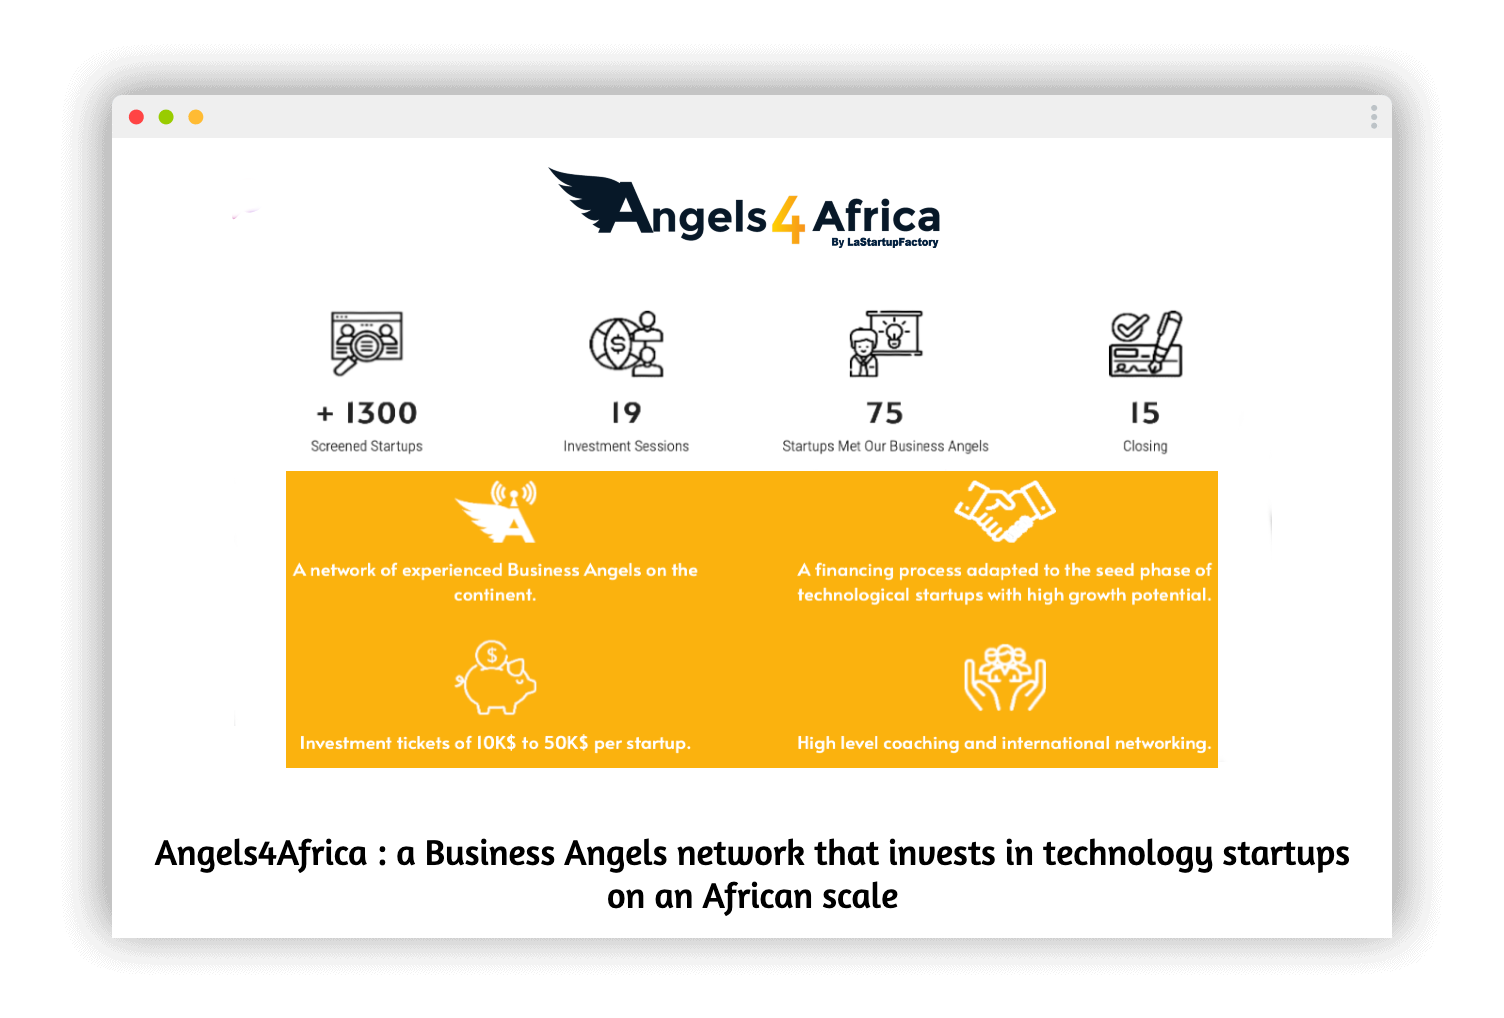 Angels4Africa
By LaStartupFactory
+ 1300
Screened Startups
19
Investment Sessions
75
Startups Met Our Business Angels
15
Closing
A network of experienced Business Angels on the
continent.
A financing process adapted to the seed phase of
technological startups with high growth potential.
Investment tickets of 10K$ to 50K$ per startup.
High level coaching and international networking.
Angels4Africa : a Business Angels network that invests in technology startups
on an African scale